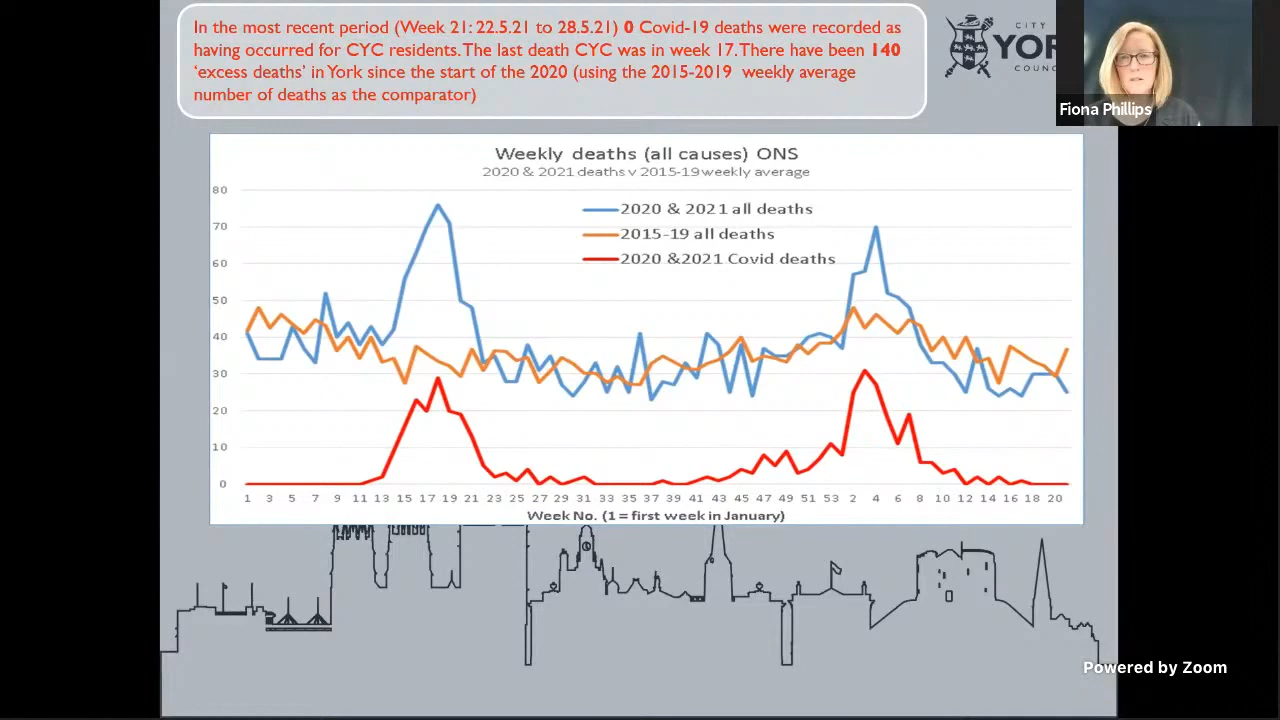 In the most recent period (Week 21: 22.5.21 to 28.5.21) 0 Covid-19 deaths were recorded as
having occurred for CYC residents. The last death CYC was in week 17. There have been 140
‘excess deaths’ in York since the start of the 2020 (using the 2015-2019 weekly average
number of deaths as the comparator)
CITY
YOR
COUNC
Fiona Phillips
Weekly deaths (all causes) ONS
2020 & 2021 deaths v 2015-19 weekly average
2020 & 2021 all deaths
2015-19 all deaths
2020 &2021 Covid deaths
80
70
60
50
40
30
20
10
0
1 3 5 7 9 11 13 15 17 19 21 23 25 27 29 31 33 35 37 39 41 43 45 47 49 51 53 2 4 6 8 10 12 14 16 18 20
Week No. (1 = first week in January)
Powered by Zoom